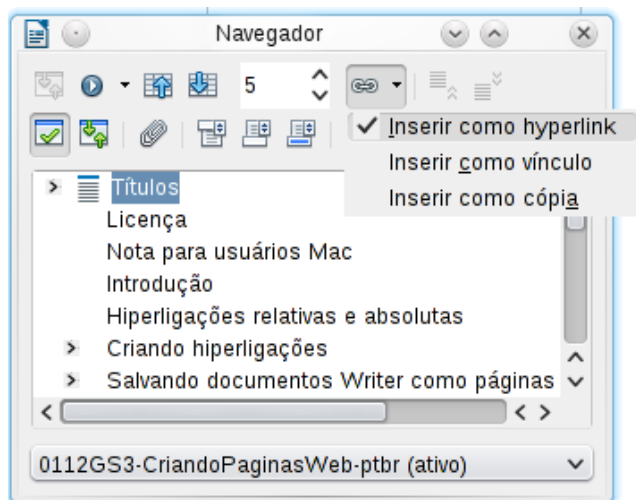 Navegador
5
Inserir como hyperlink
Inserir como vínculo
Inserir como cópia
Títulos
Licença
Nota para usuários Mac
Introdução
Hiperligações relativas e absolutas
Criando hiperligações
Salvando documentos Writer como páginas
0112GS3-CriandoPaginasWeb-ptbr (ativo)